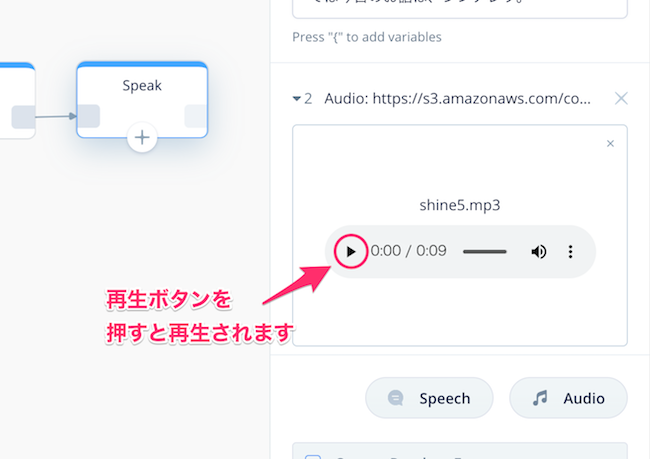 Press "{" to add variables
Speak
2 Audio: https://s3.amazonaws.com/co...
shine5.mp3
0:00 / 0:09
再生ボタンを
押すと再生されます
Speech
Audio